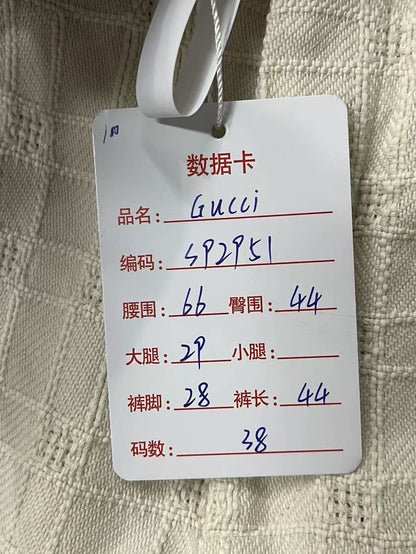 100
数据卡
品名: Gucci
编码: SP2951
腰围: 66 臀围: 44
大腿: 29 小腿:
裤脚: 28 裤长: 44
码数: 38